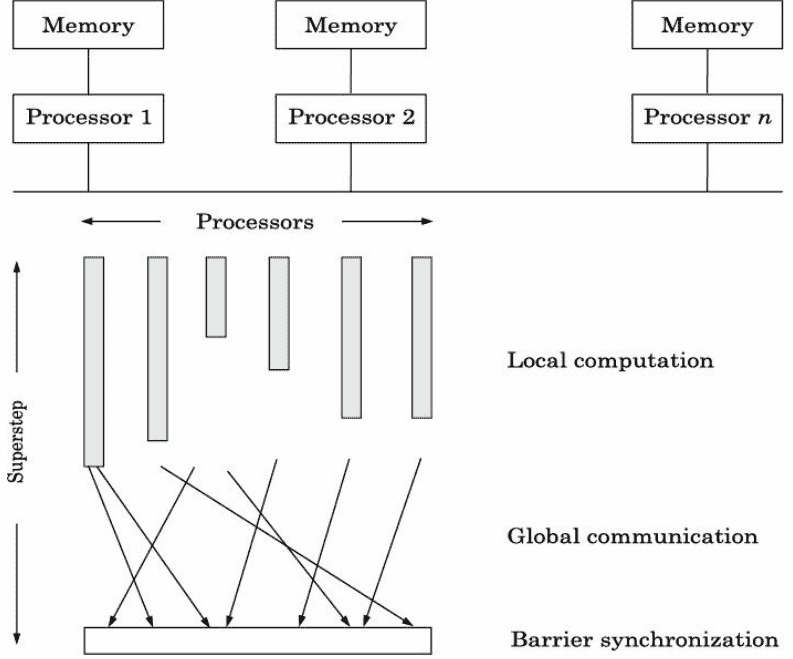 Memory
Memory
Memory
Processor 1
Processor 2
Processor n
Processors
Local computation
Superstep
Global communication
Barrier synchronization